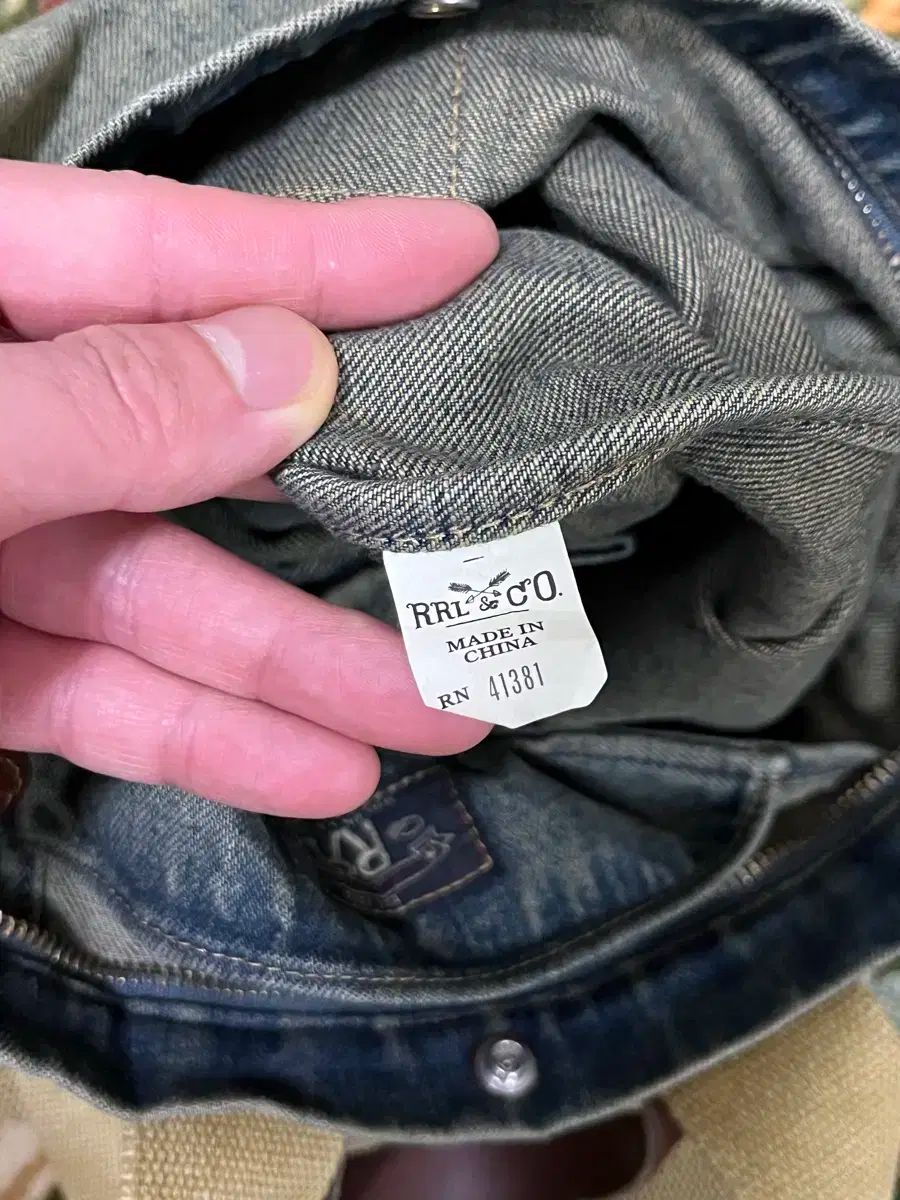 RRL & CO.
MADE IN
CHINA
RN 41381